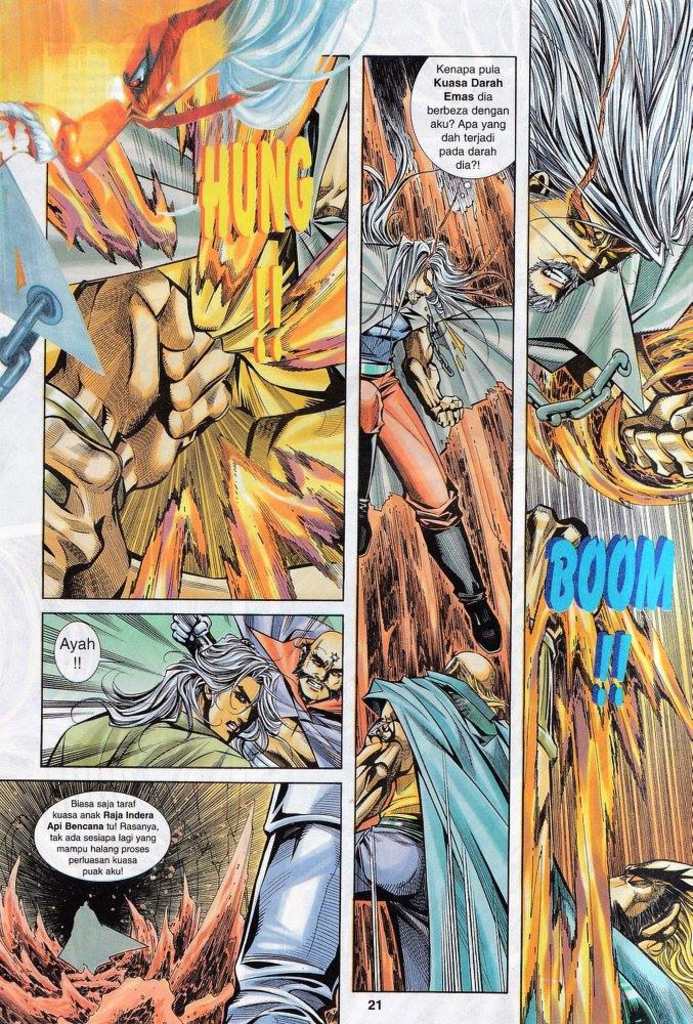 HUNG
!!
Kenapa pula
Kuasa Darah
Emas dia
berbeza dengan
aku? Apa yang
dah terjadi
pada darah
dia?!
BOOM
!!
Ayah
!!
Biasa saja taraf
kuasa anak Raja Indera
Api Bencana tu! Rasanya,
tak ada sesiapa lagi yang
mampu halang proses
perluasan kuasa
puak aku!
21